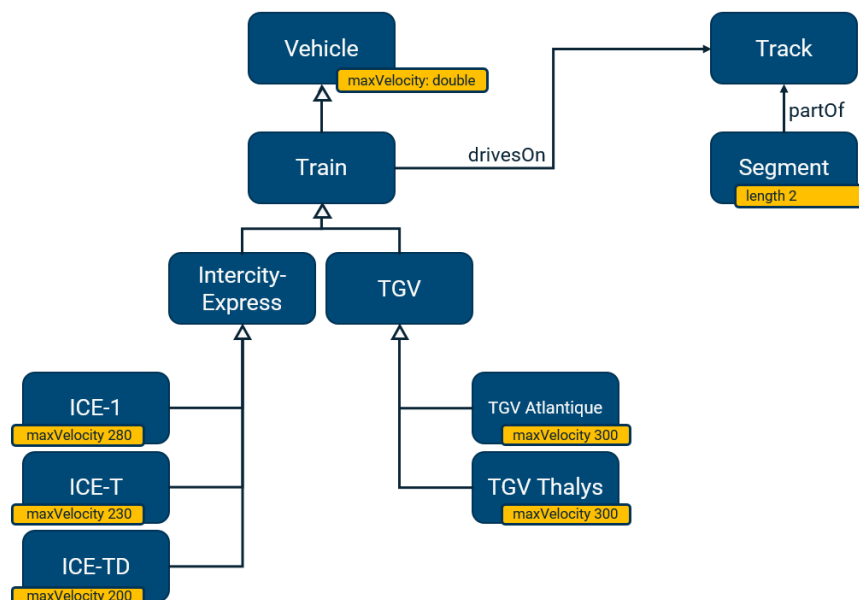 Vehicle
maxVelocity: double
Track
partOf
drivesOn
Train
Segment
length 2
Intercity-
Express
TGV
ICE-1
maxVelocity 280
TGV Atlantique
maxVelocity 300
ICE-T
maxVelocity 230
TGV Thalys
maxVelocity 300
ICE-TD
maxVelocity 200